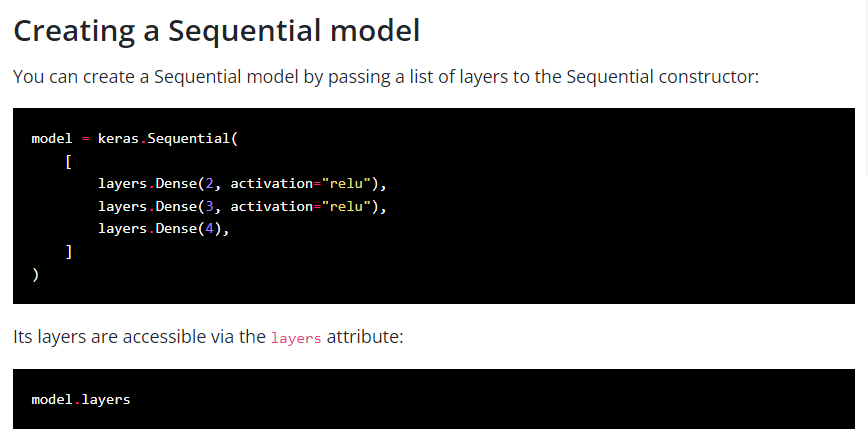 Creating a Sequential model
You can create a Sequential model by passing a list of layers to the Sequential constructor:
model = keras.Sequential(
    [
        layers.Dense(2, activation="relu"),
        layers.Dense(3, activation="relu"),
        layers.Dense(4),
    ]
)
Its layers are accessible via the layers attribute:
model.layers